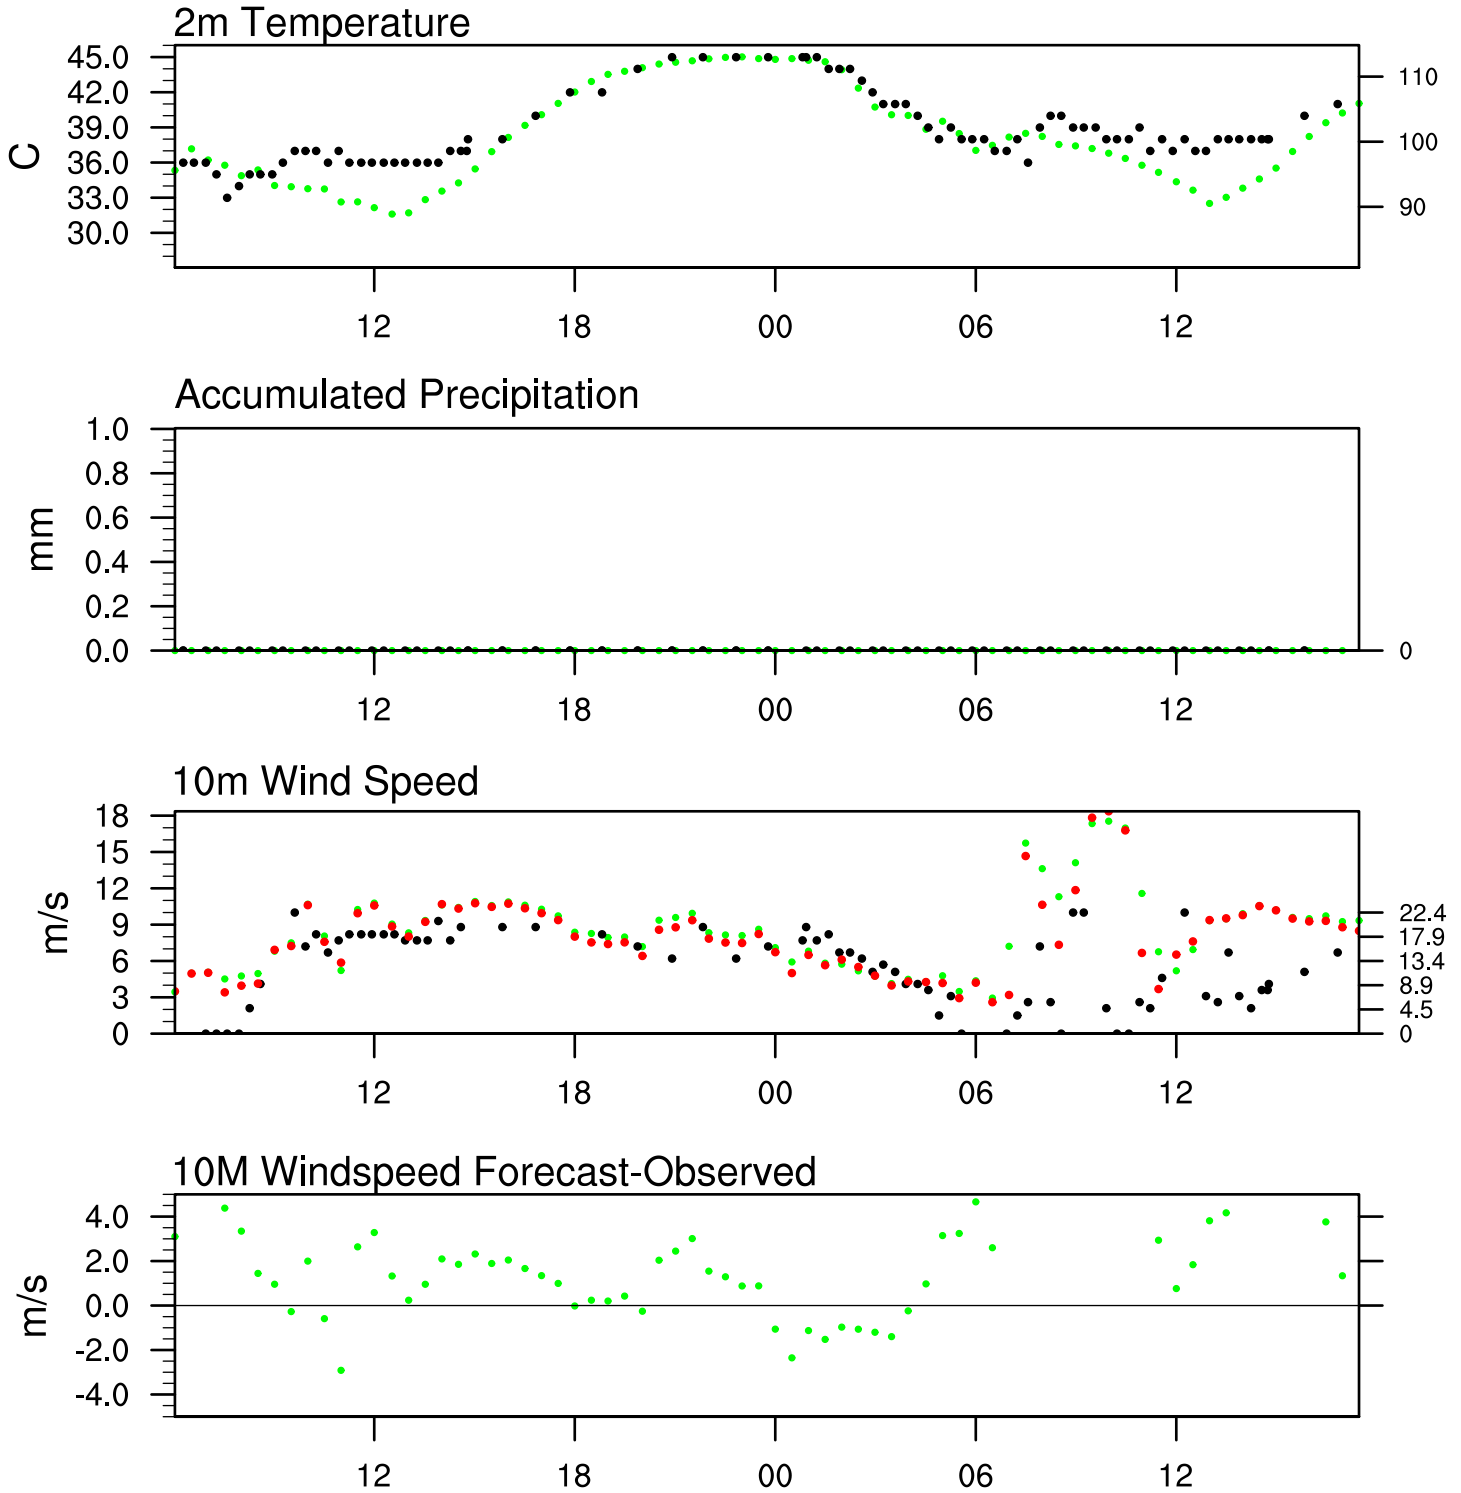 2m Temperature
45.0
42.0
39.0
36.0
33.0
30.0
C
110
100
90
12 18 00 06 12
Accumulated Precipitation
1.0
0.8
0.6
0.4
0.2
0.0
mm
0
12 18 00 06 12
10m Wind Speed
18
15
12
9
6
3
0
m/s
22.4
17.9
13.4
8.9
4.5
0
12 18 00 06 12
10M Windspeed Forecast-Observed
4.0
2.0
0.0
-2.0
-4.0
m/s
12 18 00 06 12